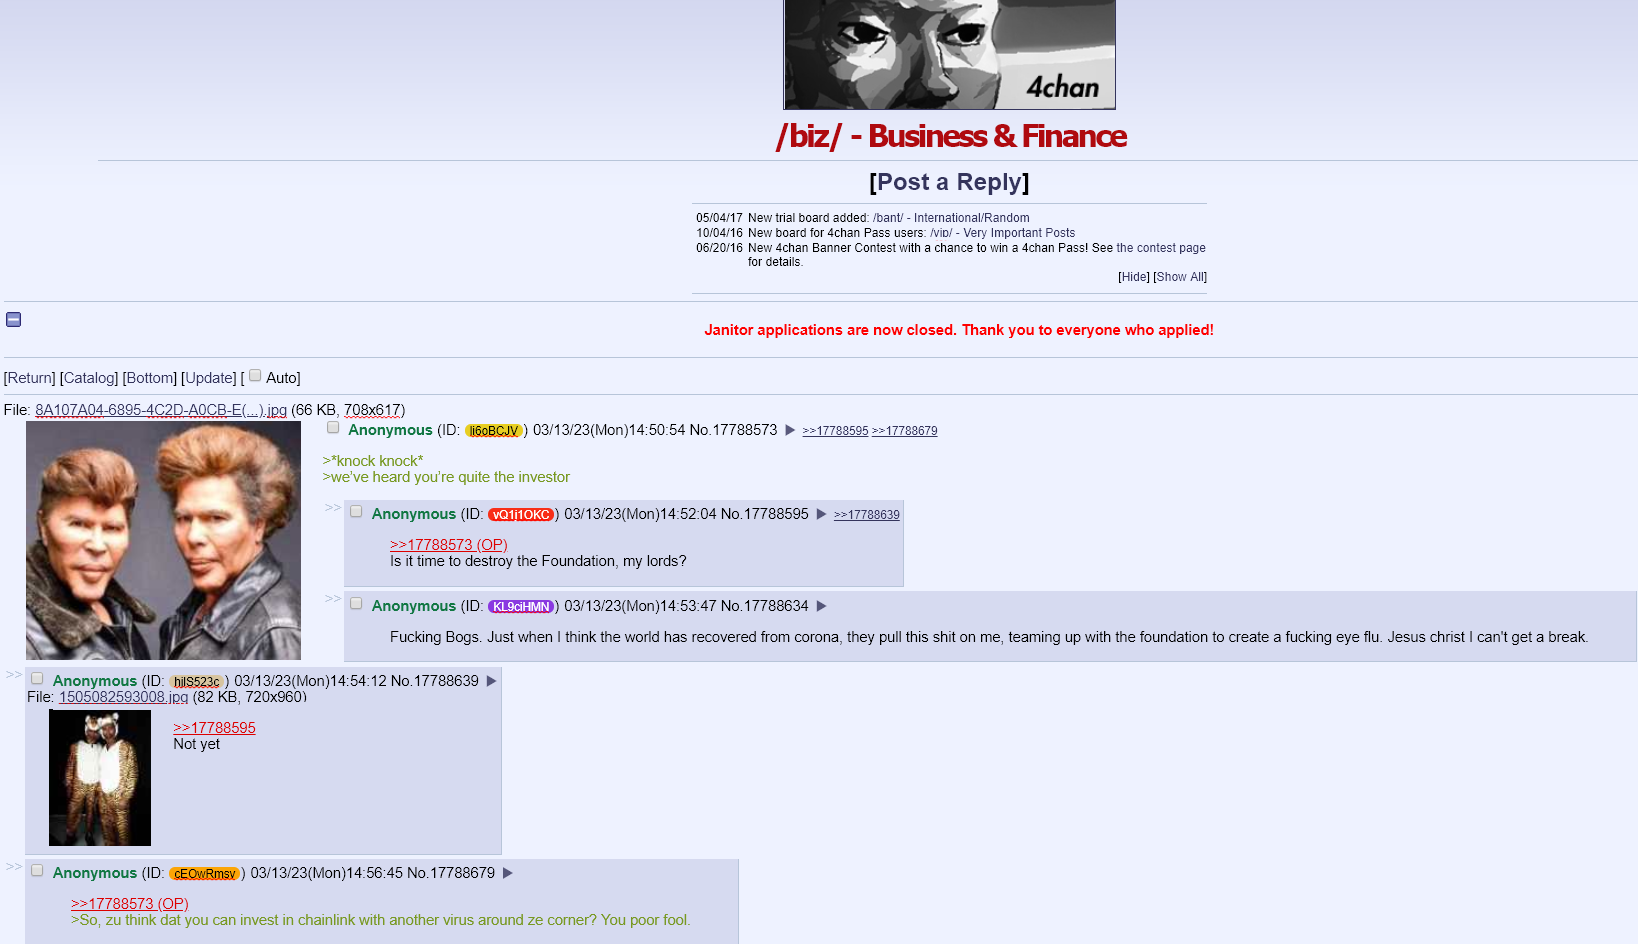 4chan
/biz/ - Business & Finance
[Post a Reply]
05/04/17 New trial board added: /bant/ - International/Random
10/04/16 New board for 4chan Pass users: /vip/ - Very Important Posts
06/20/16 New 4chan Banner Contest with a chance to win a 4chan Pass! See the contest page
for details.
[Hide] [Show All]
Janitor applications are now closed. Thank you to everyone who applied!
[Return] [Catalog] [Bottom] [Update] [ Auto]
File: 8A107A04-6895-4C2D-A0CB-E(...).jpg (66 KB, 708x617)
Anonymous (ID: Ii6oBCJV ) 03/13/23(Mon)14:50:54 No.17788573 ▶ >>17788595 >>17788679
>*knock knock*
>we've heard you're quite the investor
>> Anonymous (ID: vQ1i1OKC ) 03/13/23(Mon)14:52:04 No.17788595 ▶ >>17788639
>>17788573 (OP)
Is it time to destroy the Foundation, my lords?
>> Anonymous (ID: KL9ciHMN ) 03/13/23(Mon)14:53:47 No.17788634 ▶
Fucking Bogs. Just when I think the world has recovered from corona, they pull this shit on me, teaming up with the foundation to create a fucking eye flu. Jesus christ I can't get a break.
>> Anonymous (ID: hjIS523c ) 03/13/23(Mon)14:54:12 No.17788639 ▶
File: 1505082593008.jpg (82 KB, 720x960)
>>17788595
Not yet
>> Anonymous (ID: cEOwRmsv ) 03/13/23(Mon)14:56:45 No.17788679 ▶
>>17788573 (OP)
>So, zu think dat you can invest in chainlink with another virus around ze corner? You poor fool.